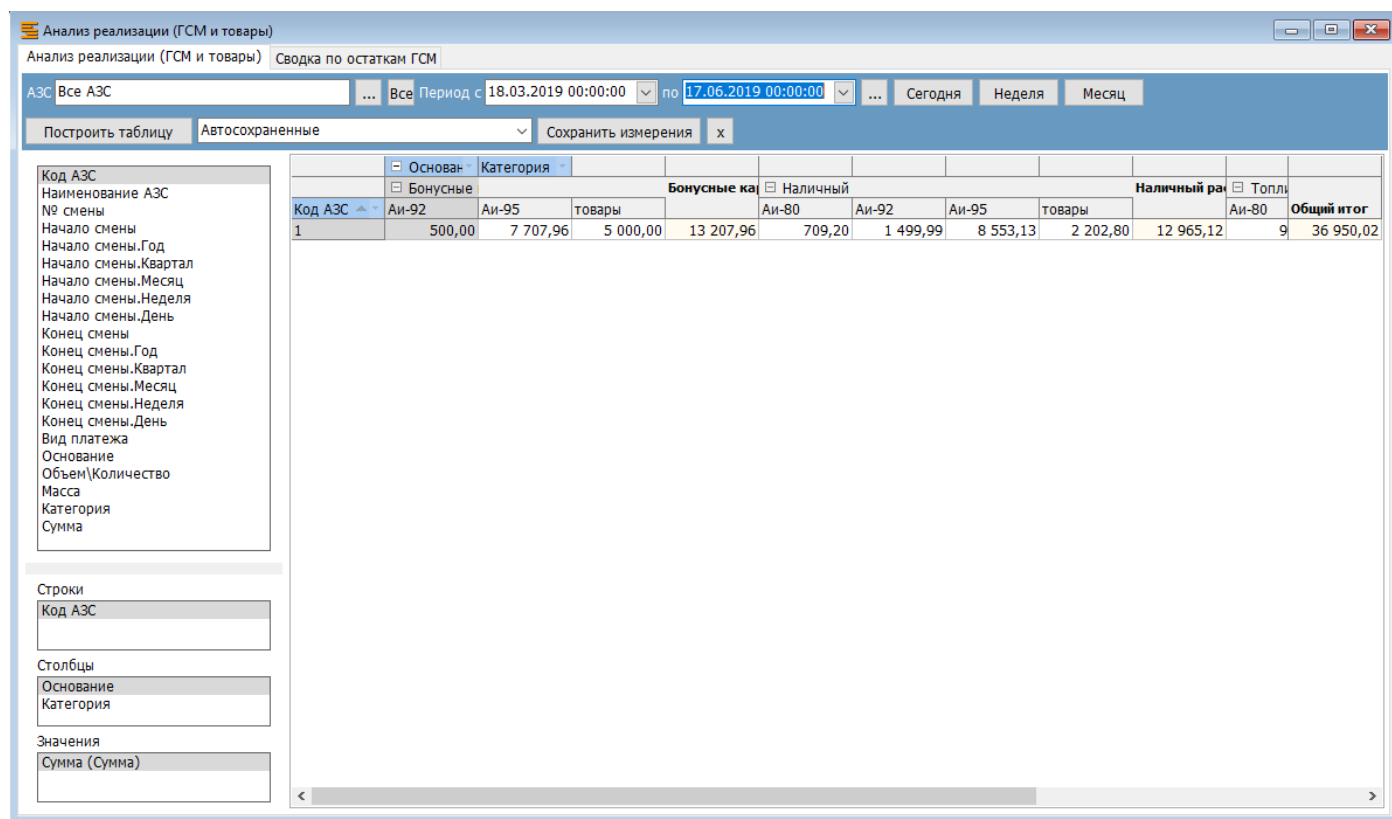 Анализ реализации (ГСМ и товары)
Анализ реализации (ГСМ и товары) Сводка по остаткам ГСМ
АЗС Все АЗС ... Все Период с 18.03.2019 00:00:00 по 17.06.2019 00:00:00 ... Сегодня Неделя Месяц
Построить таблицу Автосохраненные Сохранить измерения x
Код АЗС
Наименование АЗС
№ смены
Начало смены
Начало смены.Год
Начало смены.Квартал
Начало смены.Месяц
Начало смены.Неделя
Начало смены.День
Конец смены
Конец смены.Год
Конец смены.Квартал
Конец смены.Месяц
Конец смены.Неделя
Конец смены.День
Вид платежа
Основание
Объем\Количество
Масса
Категория
Сумма
Строки
Код АЗС
Столбцы
Основание
Категория
Значения
Сумма (Сумма)
Основан Категория
Бонусные Бонусные ка Наличный Наличный ра Топли
Код АЗС Аи-92 Аи-95 товары Аи-80 Аи-92 Аи-95 товары Аи-80 Общий итог
1 500,00 7 707,96 5 000,00 13 207,96 709,20 1 499,99 8 553,13 2 202,80 12 965,12 9 36 950,02